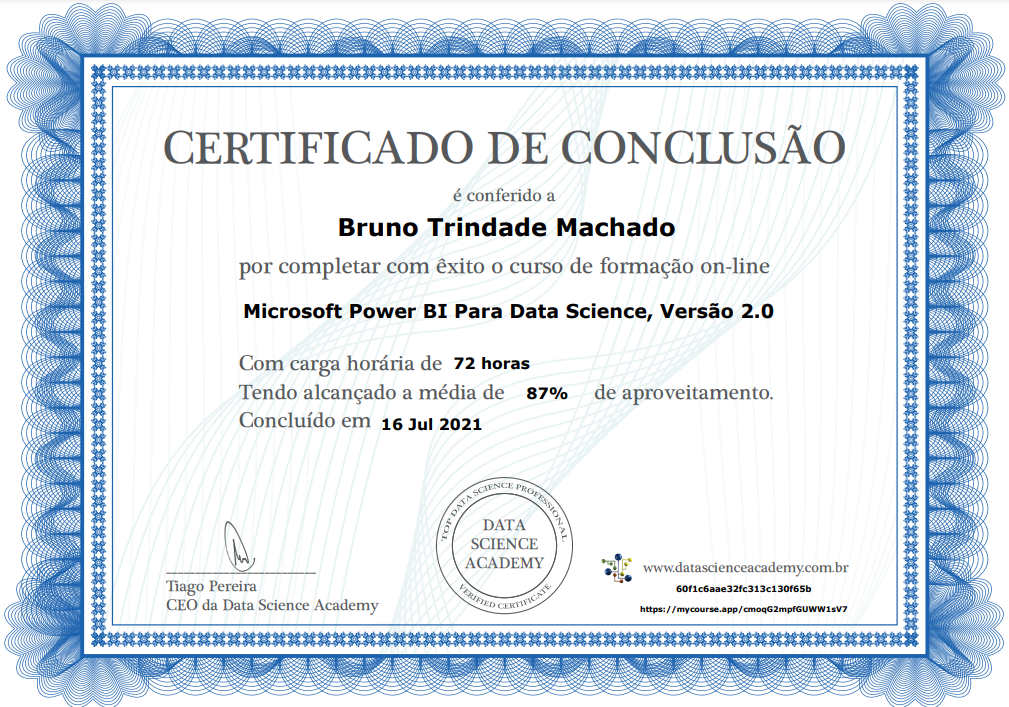 CERTIFICADO DE CONCLUSÃO
é conferido a
Bruno Trindade Machado
por completar com êxito o curso de formação on-line
Microsoft Power BI Para Data Science, Versão 2.0
Com carga horária de 72 horas
Tendo alcançado a média de 87% de aproveitamento.
Concluído em 16 Jul 2021
TOP DATA SCIENCE PROFESSIONAL
DATA
SCIENCE
ACADEMY
VERIFIED CERTIFICATE
Tiago Pereira
CEO da Data Science Academy
www.datascienceacademy.com.br
60f1c6aae32fc313c130f65b
https://mycourse.app/cmoqG2mpfGUWW1sV7